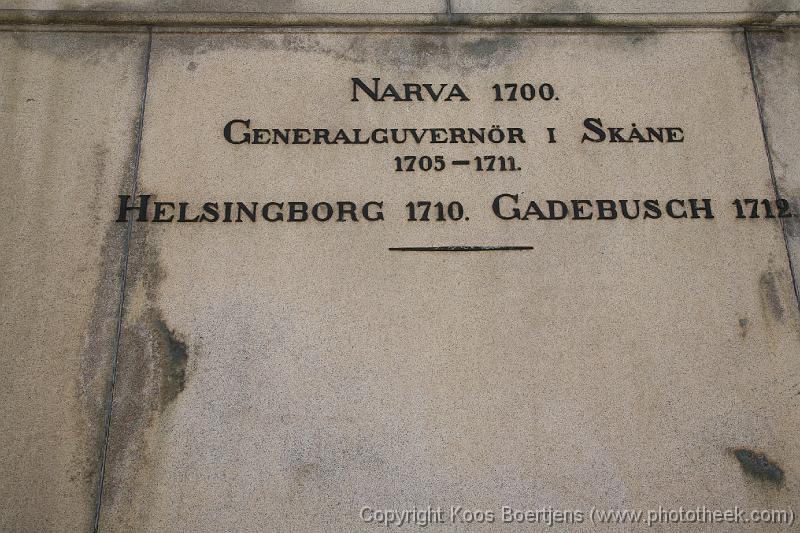 NARVA 1700.
GENERALGUVERNÖR I SKÅNE
1705—1711.
HELSINGBORG 1710. GADEBUSCH 1712.
Copyright Koos Boertjens (www.phototheek.com)